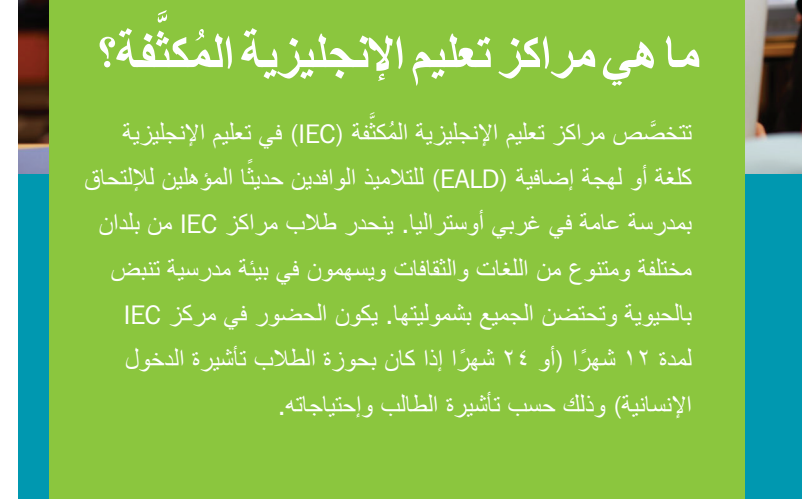 ما هي مراكز تعليم الإنجليزية المُكثَّفة؟
تتخصَّص مراكز تعليم الإنجليزية المُكثَّفة (IEC) في تعليم الإنجليزية
كلغة أو لهجة إضافية (EALD) للتلاميذ الوافدين حديثًا المؤهلين للإلتحاق
بمدرسة عامة في غربي أوستراليا. ينحدر طلاب مراكز IEC من بلدان
مختلفة ومتنوع من اللغات والثقافات ويسهمون في بيئة مدرسية تنبض
بالحيوية وتحتضن الجميع بشموليتها. يكون الحضور في مركز IEC
لمدة ١٢ شهرًا (أو ٢٤ شهرًا إذا كان بحوزة الطلاب تأشيرة الدخول
الإنسانية) وذلك حسب تأشيرة الطالب وإحتياجاته.